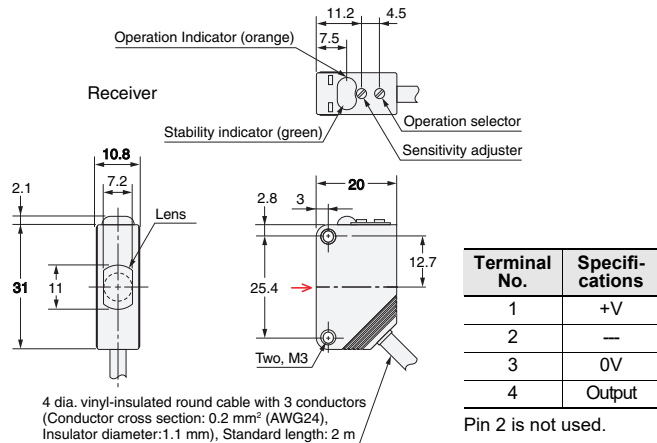 11.2
4.5
Operation Indicator (orange)
7.5
Receiver
Operation selector
Stability indicator (green)
Sensitivity adjuster
10.8
20
7.2
2.1
2.8
3
Lens
12.7
31
11
25.4
Two, M3
4 dia. vinyl-insulated round cable with 3 conductors
(Conductor cross section: 0.2 mm² (AWG24),
Insulator diameter:1.1 mm), Standard length: 2 m
Terminal No. Specifi-cations
1 +V
2 ---
3 0V
4 Output
Pin 2 is not used.